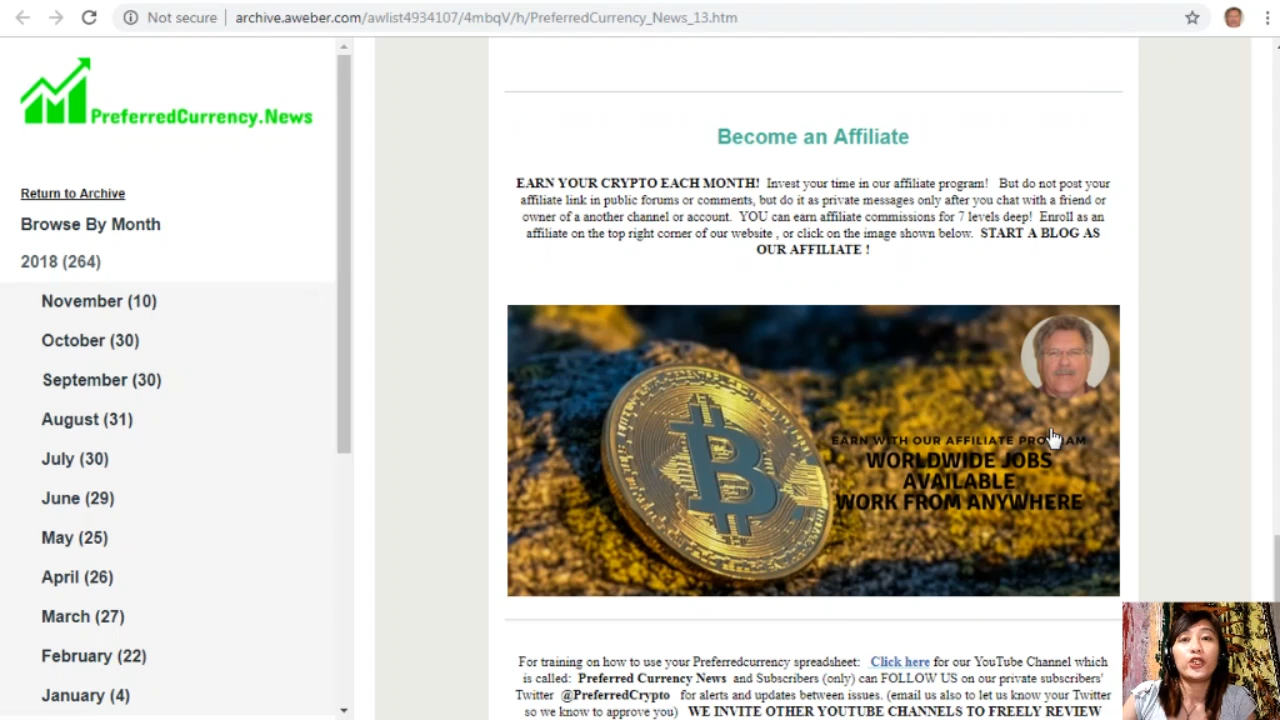 Not secure
archive.aweber.com/awlist4934107/4mbqV/h/PreferredCurrency_News_13.htm
PreferredCurrency.News
Return to Archive
Browse By Month
2018 (264)
November (10)
October (30)
September (30)
August (31)
July (30)
June (29)
May (25)
April (26)
March (27)
February (22)
January (4)
Become an Affiliate
EARN YOUR CRYPTO EACH MONTH! Invest your time in our affiliate program! But do not post your
affiliate link in public forums or comments, but do it as private messages only after you chat with a friend or
owner of a another channel or account. YOU can earn affiliate commissions for 7 levels deep! Enroll as an
affiliate on the top right corner of our website , or click on the image shown below. START A BLOG AS
OUR AFFILIATE !
EARN WITH OUR AFFILIATE PROGRAM
WORLDWIDE JOBS
AVAILABLE
WORK FROM ANYWHERE
For training on how to use your Preferredcurrency spreadsheet: Click here for our YouTube Channel which
is called: Preferred Currency News and Subscribers (only) can FOLLOW US on our private subscribers'
Twitter @PreferredCrypto for alerts and updates between issues. (email us also to let us know your Twitter
so we know to approve you) WE INVITE OTHER YOUTUBE CHANNELS TO FREELY REVIEW